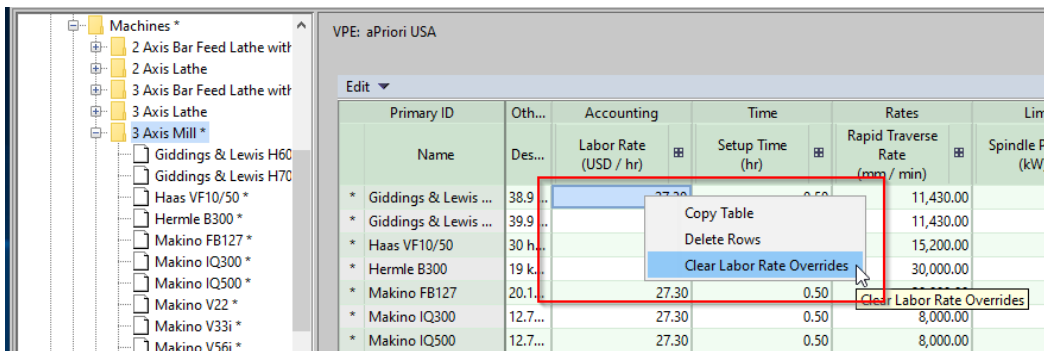 Machines *
2 Axis Bar Feed Lathe with
2 Axis Lathe
3 Axis Bar Feed Lathe with
3 Axis Lathe
3 Axis Mill *
Giddings & Lewis H60
Giddings & Lewis H70
Haas VF10/50 *
Hermle B300 *
Makino FB127 *
Makino IQ300 *
Makino IQ500 *
Makino V22 *
Makino V33i *
Makino V56i *
VPE: aPriori USA
Edit
Primary ID Oth... Accounting Time Rates Lim
Name Des... Labor Rate (USD / hr) Setup Time (hr) Rapid Traverse Rate (mm / min) Spindle P (kW)
* Giddings & Lewis ... 38.9 ... 27.30 0.50 11,430.00
* Giddings & Lewis ... 39.9 ... 11,430.00
* Haas VF10/50 30 h... 15,200.00
* Hermle B300 19 k... 30,000.00
* Makino FB127 20.1... 27.30 0.50
* Makino IQ300 12.7... 27.30 0.50 8,000.00
* Makino IQ500 12.7... 27.30 0.50 8,000.00
Copy Table
Delete Rows
Clear Labor Rate Overrides
Clear Labor Rate Overrides